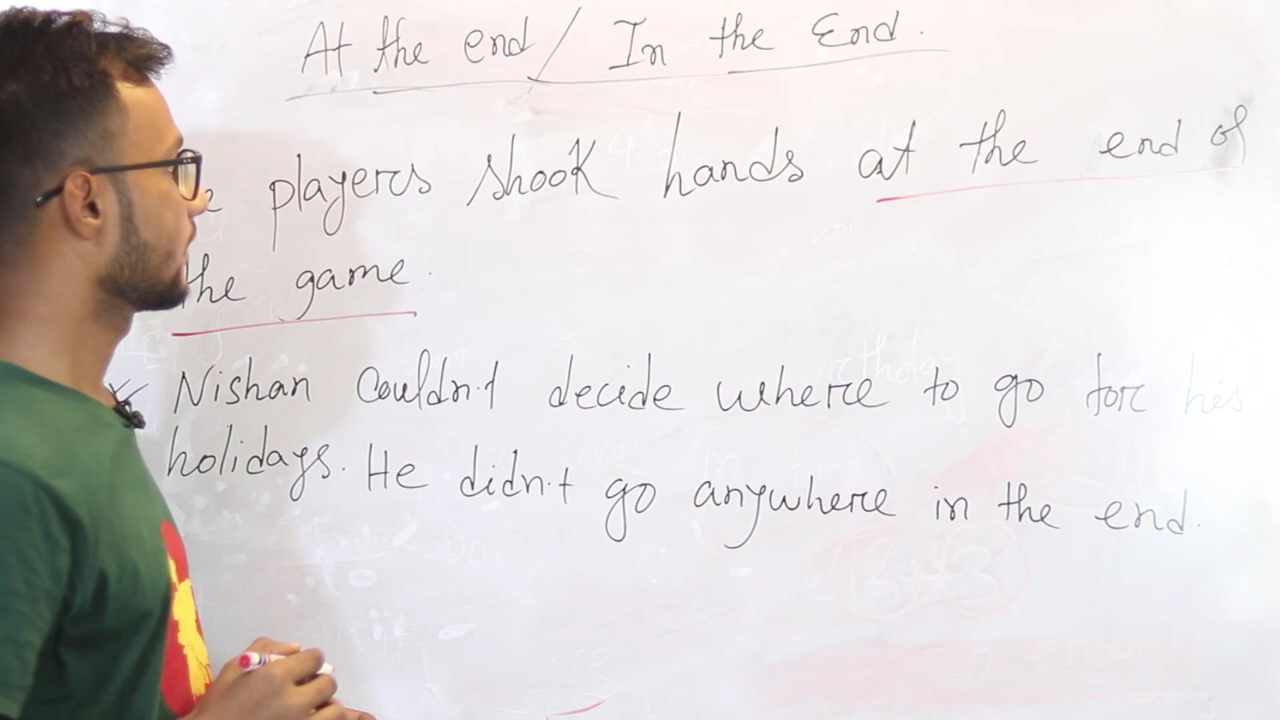 At the end / In the End.
players shook hands at the end of
the game.
Nishan Couldn't decide where to go for his
holidays. He didn't go anywhere in the end.